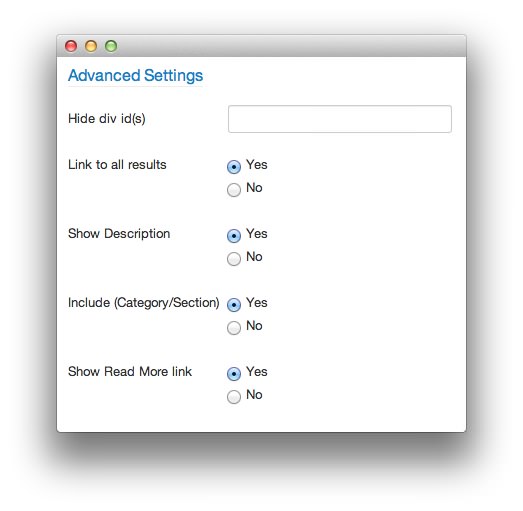 Advanced Settings
Hide div id(s)
Link to all results Yes
No
Show Description Yes
No
Include (Category/Section) Yes
No
Show Read More link Yes
No